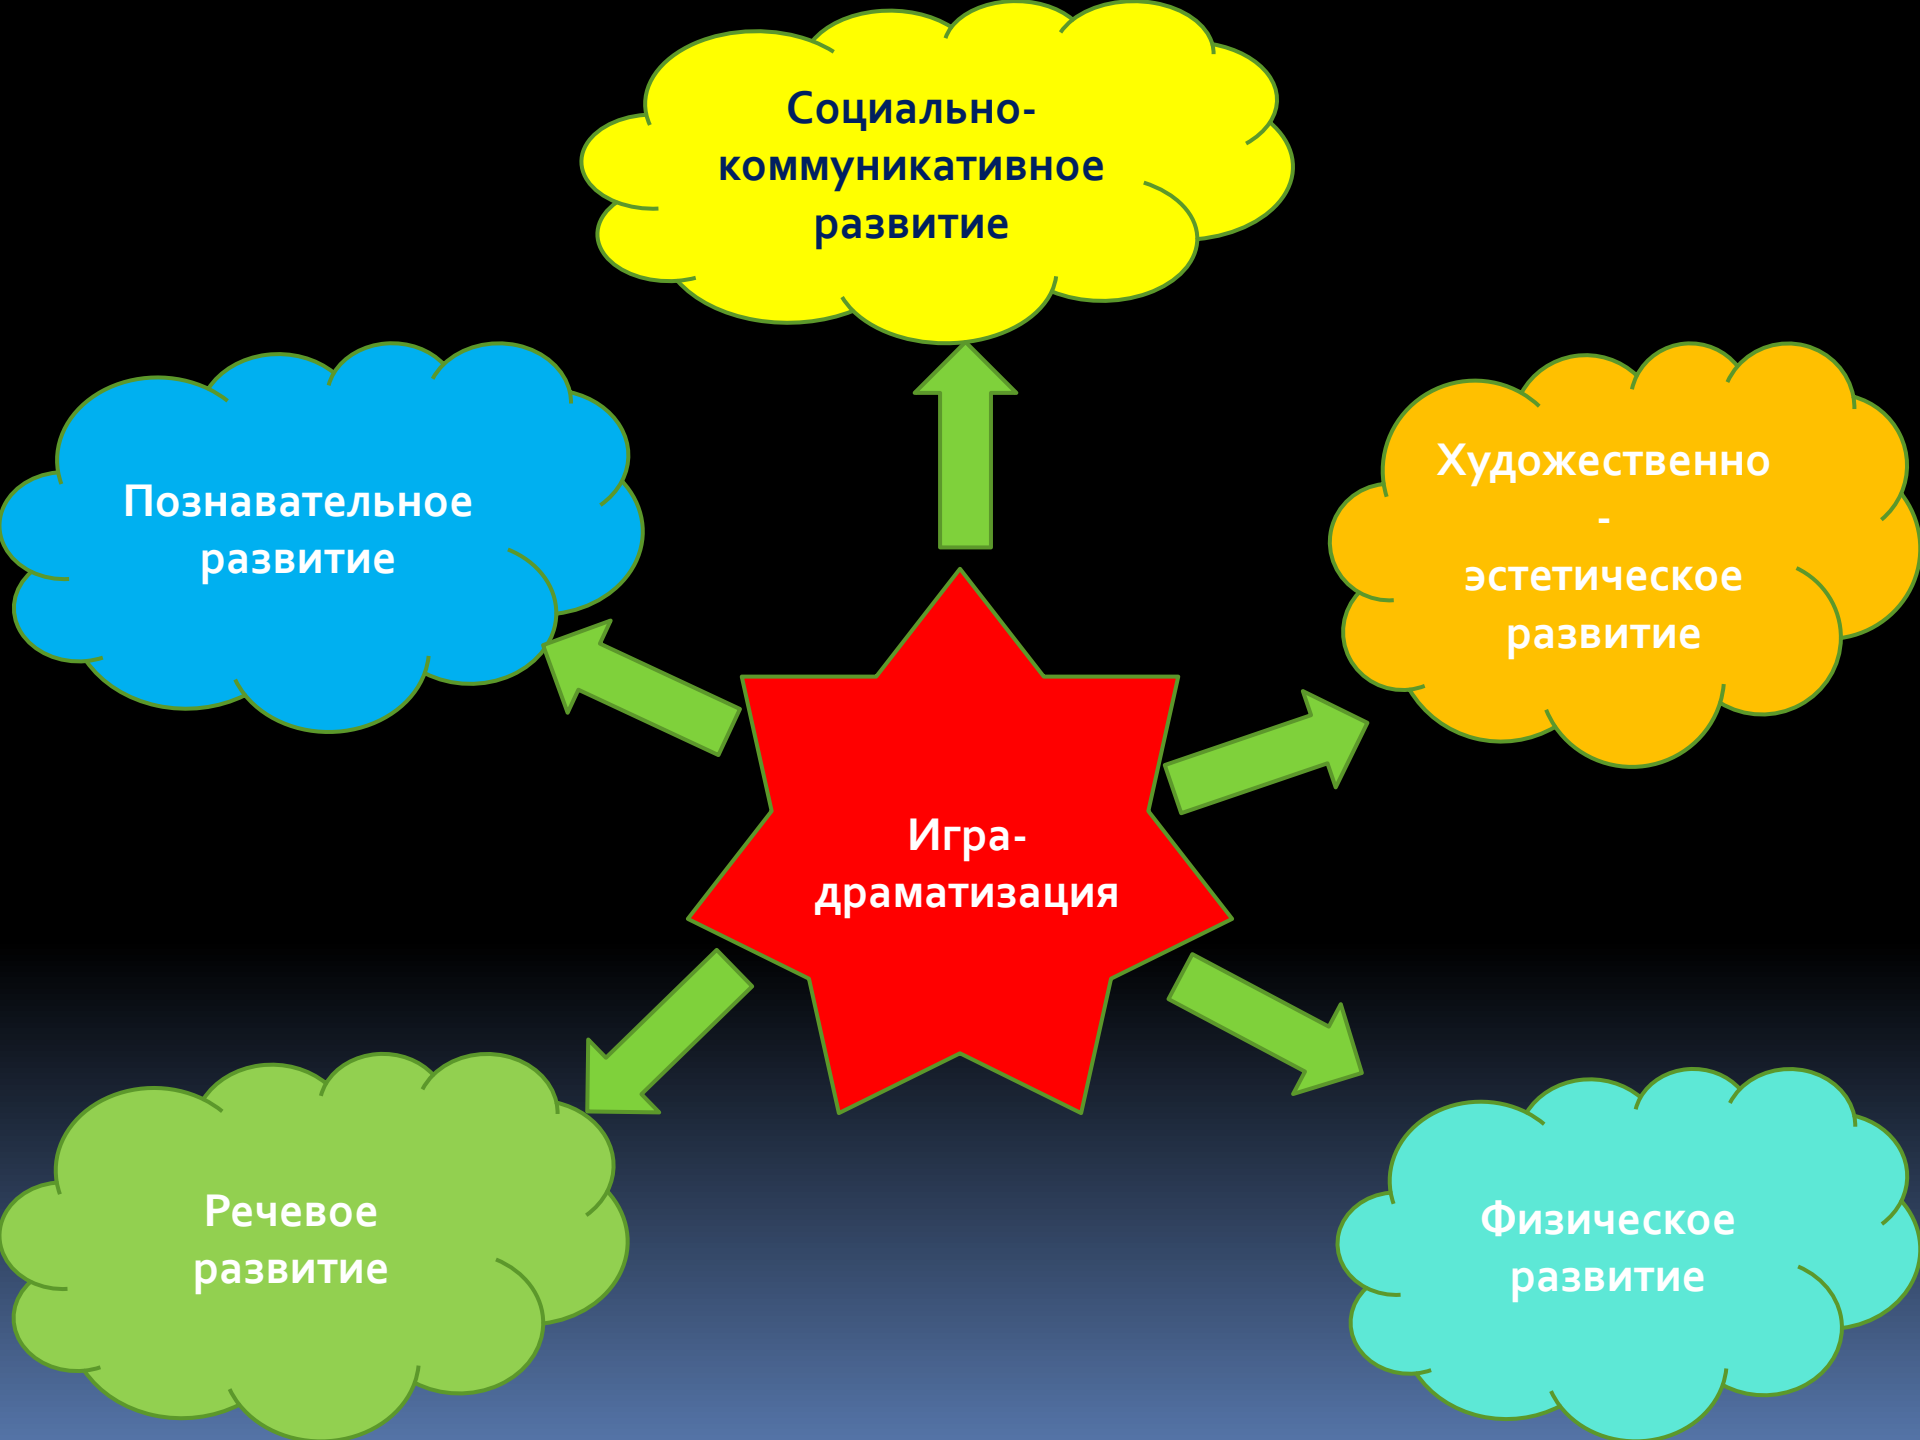 Социально-
коммуникативное
развитие
Познавательное
развитие
Художественно
-
эстетическое
развитие
Игра-
драматизация
Речевое
развитие
Физическое
развитие